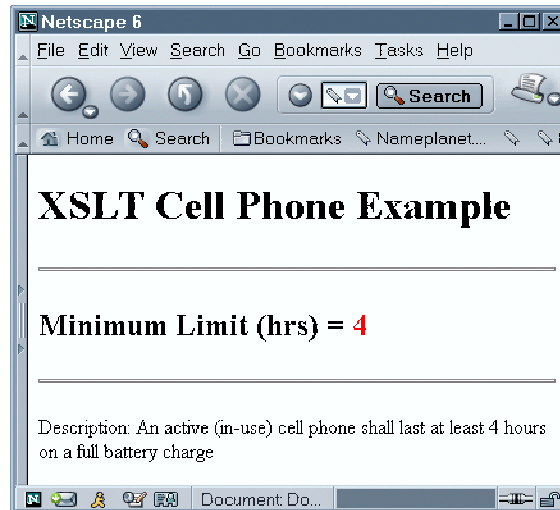 Netscape 6
File Edit View Search Go Bookmarks Tasks Help
Search
Home Search Bookmarks Nameplanet....
XSLT Cell Phone Example
Minimum Limit (hrs) = 4
Description: An active (in-use) cell phone shall last at least 4 hours
on a full battery charge
Document: Do...